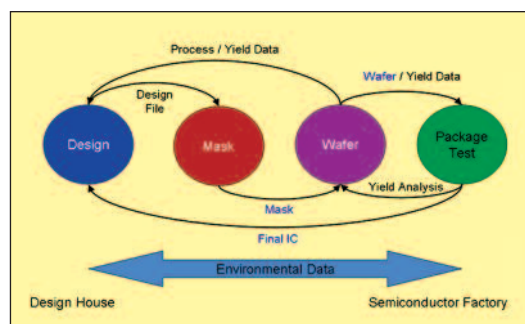 Process / Yield Data
Wafer / Yield Data
Design
File
Design
Mask
Wafer
Package
Test
Yield Analysis
Mask
Final IC
Environmental Data
Design House
Semiconductor Factory